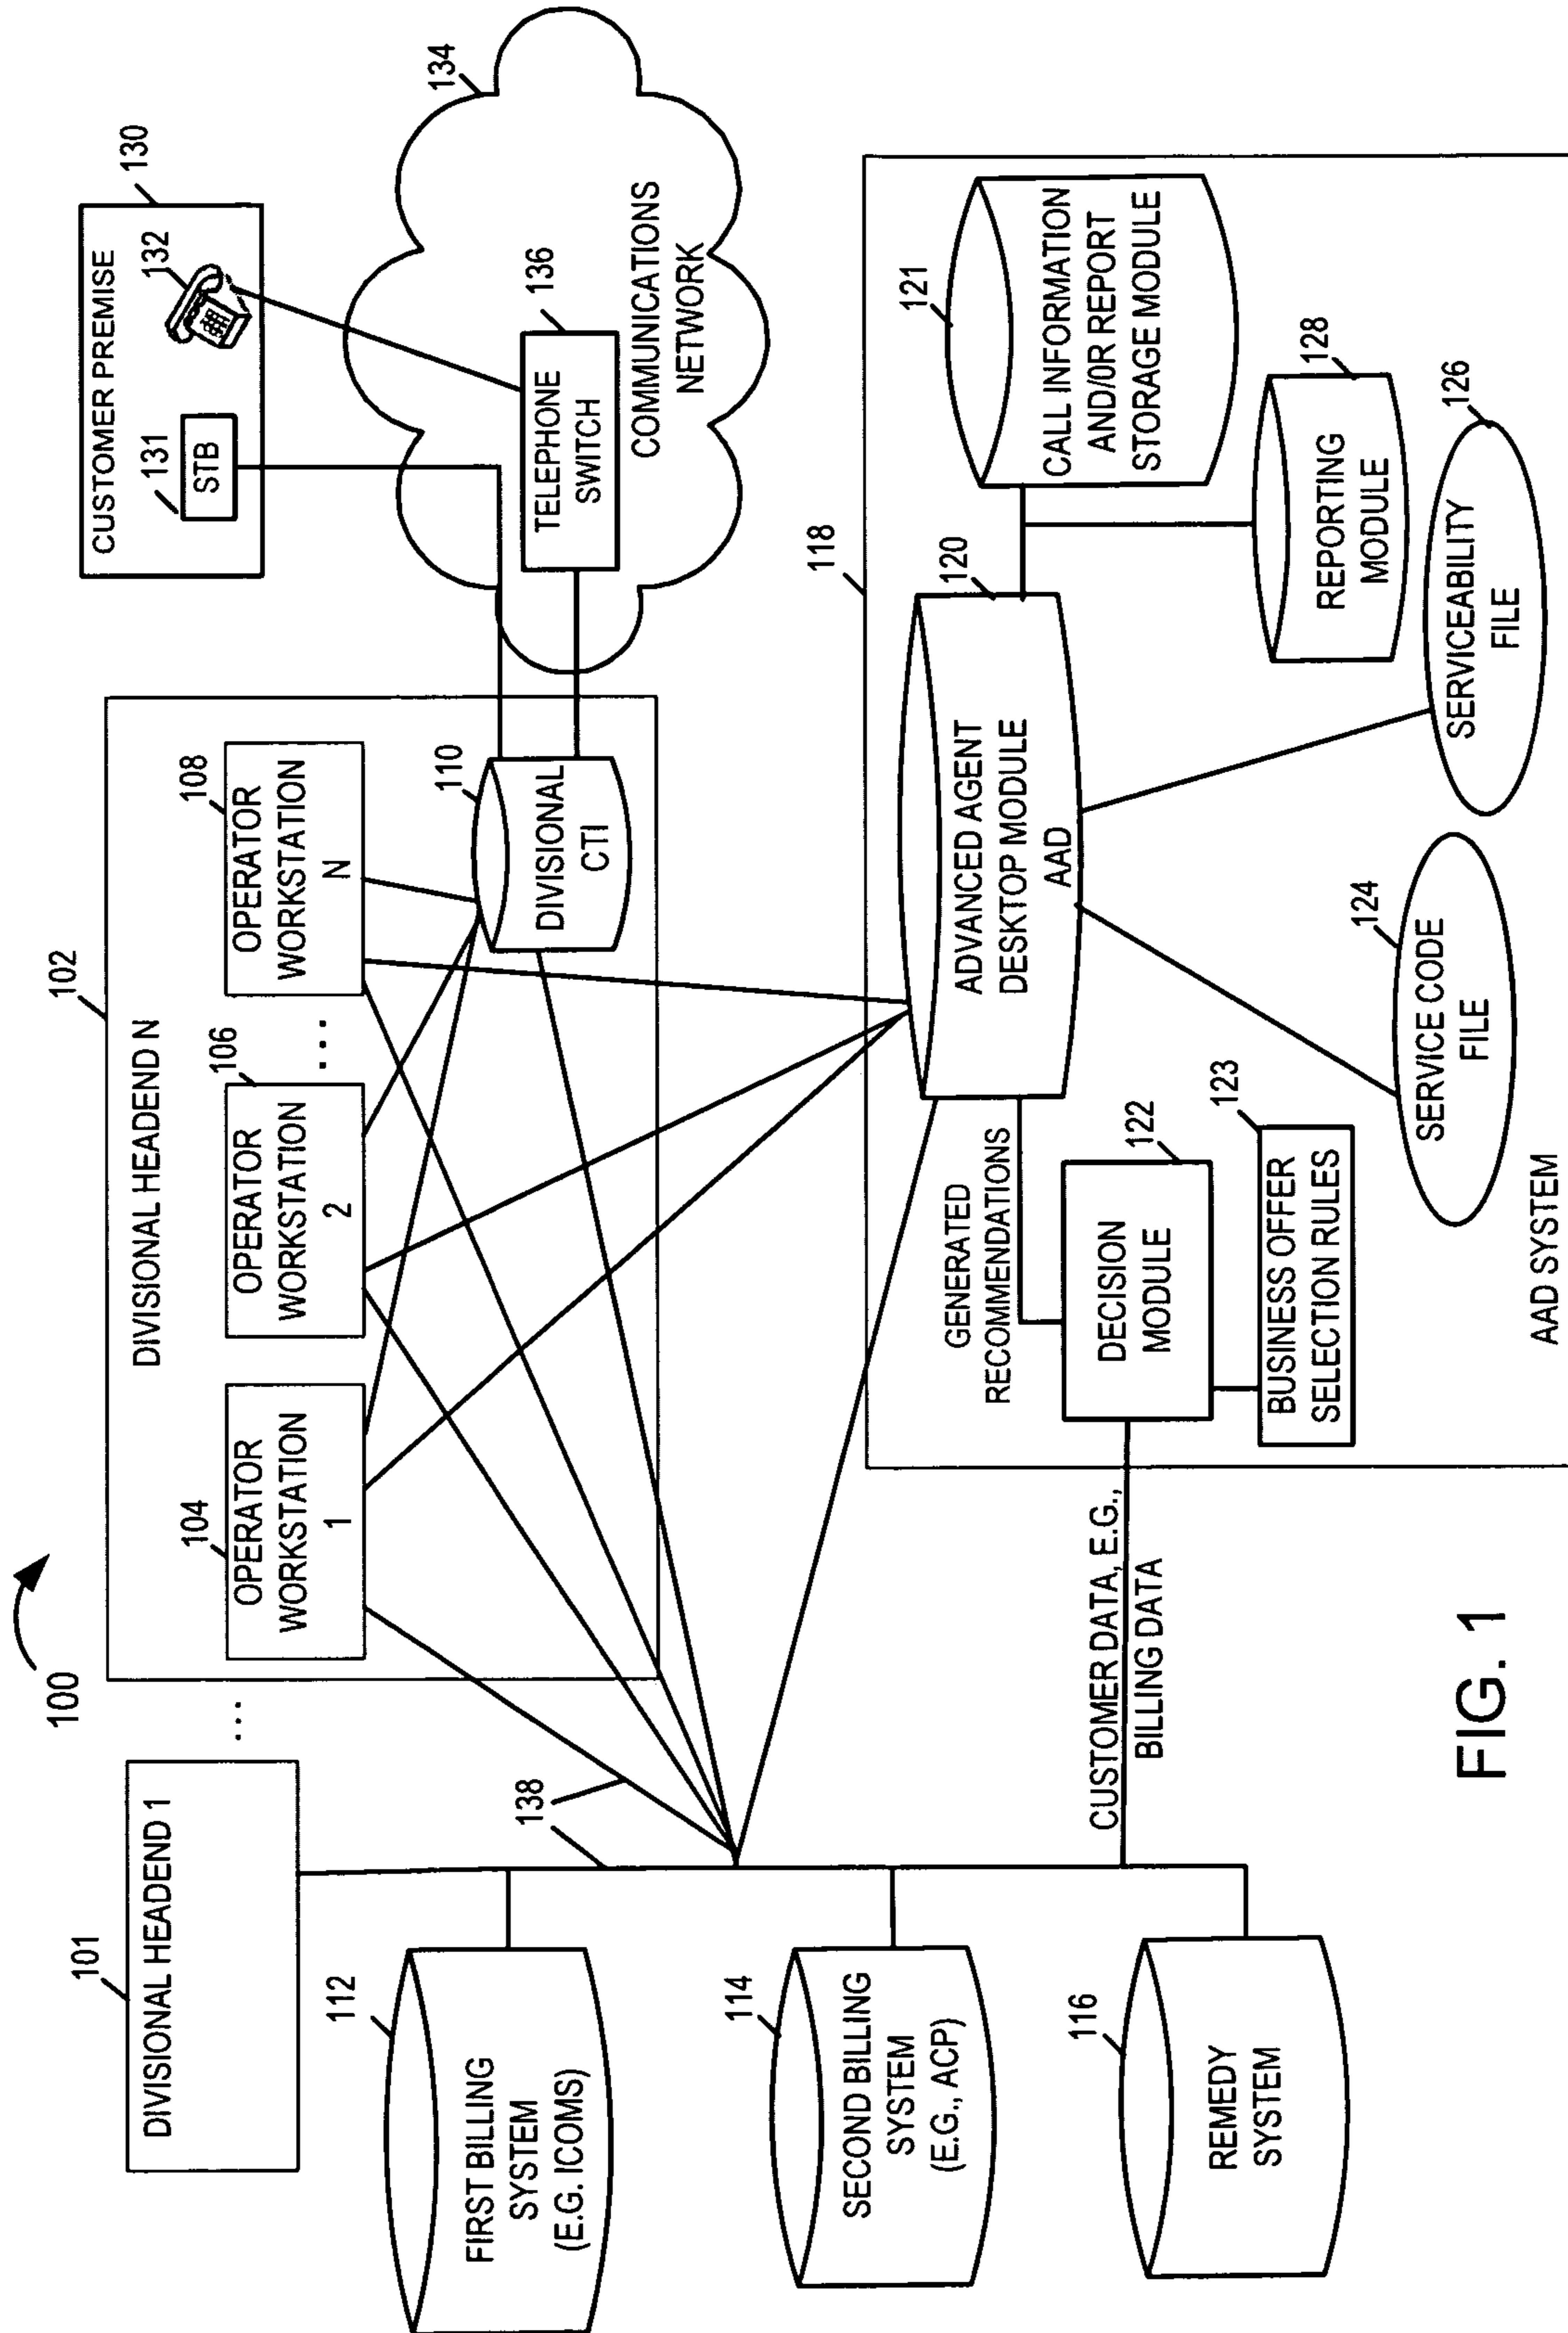 100
101
DIVISIONAL HEADEND 1
...
102
DIVISIONAL HEADEND N
104
OPERATOR
WORKSTATION
1
106
OPERATOR
WORKSTATION
2
...
108
OPERATOR
WORKSTATION
N
110
DIVISIONAL
CTI
130
CUSTOMER PREMISE
131
STB
132
134
136
TELEPHONE
SWITCH
COMMUNICATIONS
NETWORK
112
FIRST BILLING
SYSTEM
(E.G. ICOMS)
138
114
SECOND BILLING
SYSTEM
(E.G., ACP)
116
REMEDY
SYSTEM
CUSTOMER DATA, E.G.,
BILLING DATA
118
GENERATED
RECOMMENDATIONS
120
ADVANCED AGENT
DESKTOP MODULE
AAD
121
CALL INFORMATION
AND/OR REPORT
STORAGE MODULE
122
DECISION
MODULE
123
BUSINESS OFFER
SELECTION RULES
128
REPORTING
MODULE
124
SERVICE CODE
FILE
126
SERVICEABILITY
FILE
AAD SYSTEM
FIG. 1